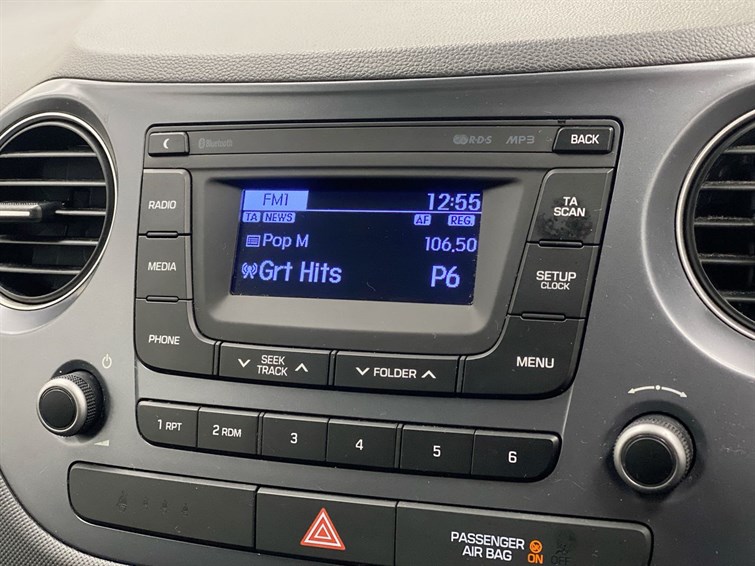 Bluetooth R·D·S MP3 BACK
RADIO FM1 12:55 TA SCAN
TA NEWS AF REG
Pop M 106.50
MEDIA Grt Hits P6 SETUP CLOCK
PHONE SEEK TRACK FOLDER MENU
1 RPT 2 RDM 3 4 5 6
PASSENGER
AIR BAG ON OFF